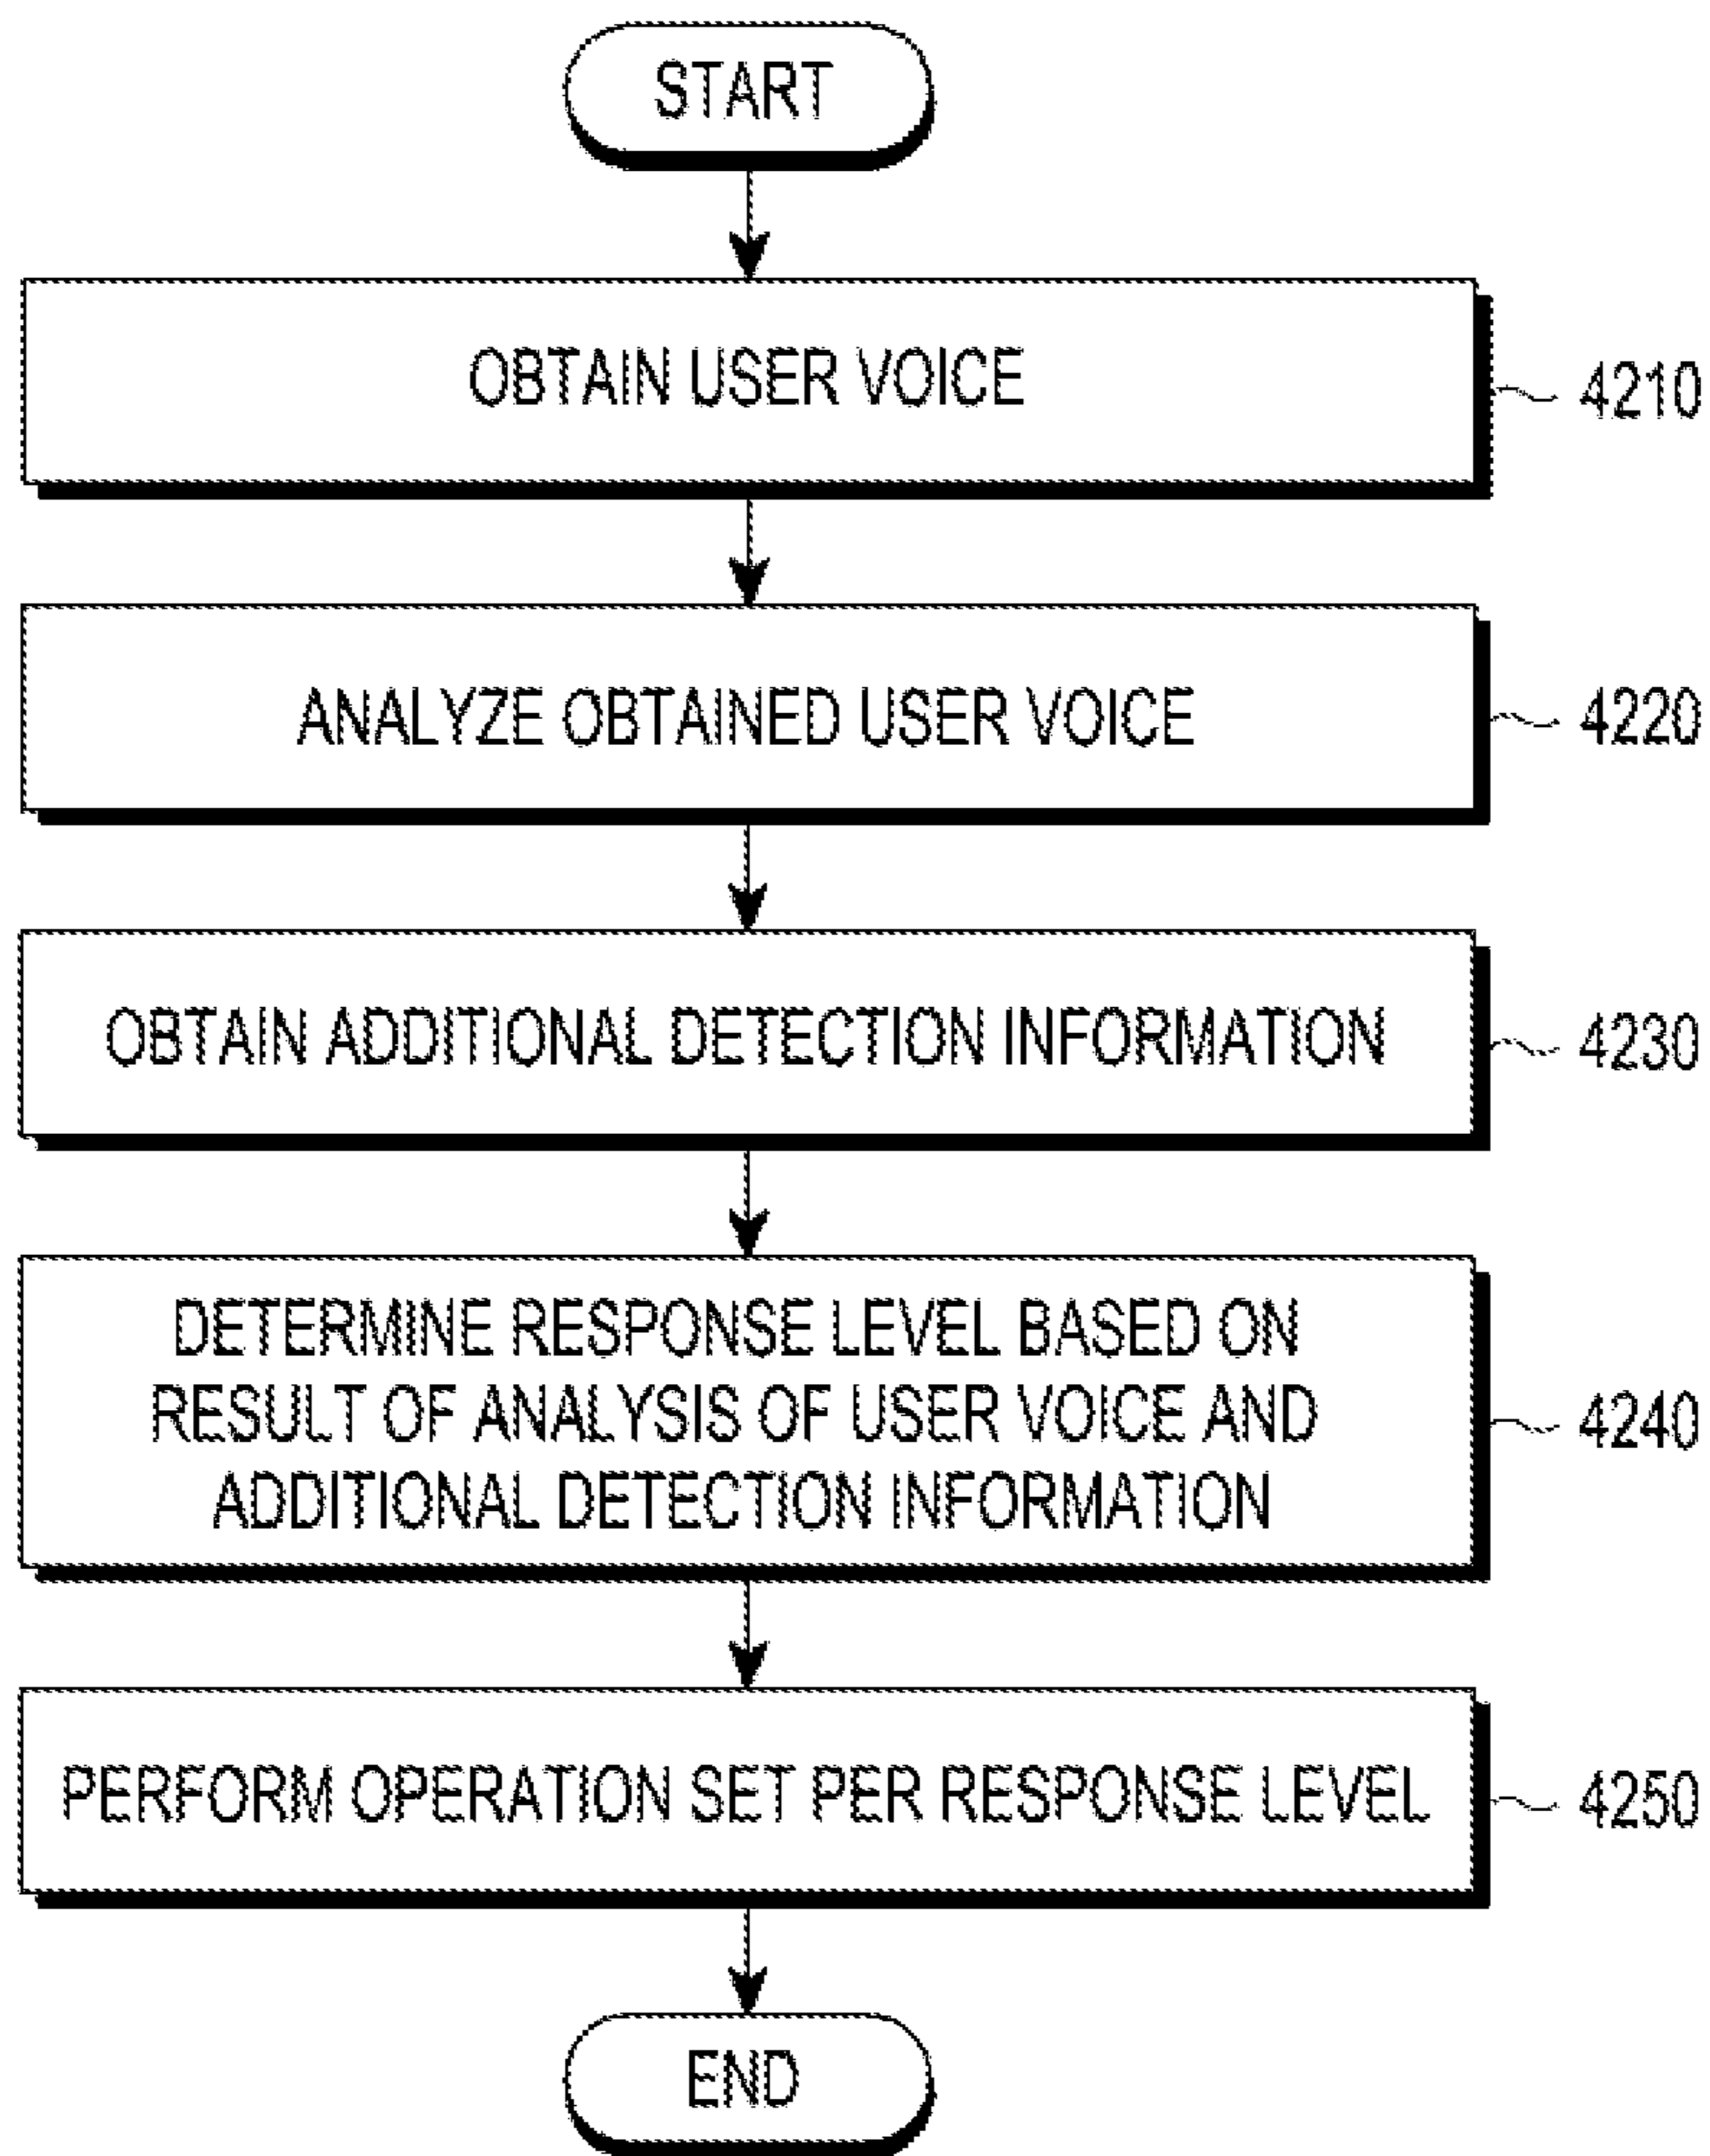 START
OBTAIN USER VOICE
4210
ANALYZE OBTAINED USER VOICE
4220
OBTAIN ADDITIONAL DETECTION INFORMATION
4230
DETERMINE RESPONSE LEVEL BASED ON
RESULT OF ANALYSIS OF USER VOICE AND
ADDITIONAL DETECTION INFORMATION
4240
PERFORM OPERATION SET PER RESPONSE LEVEL
4250
END